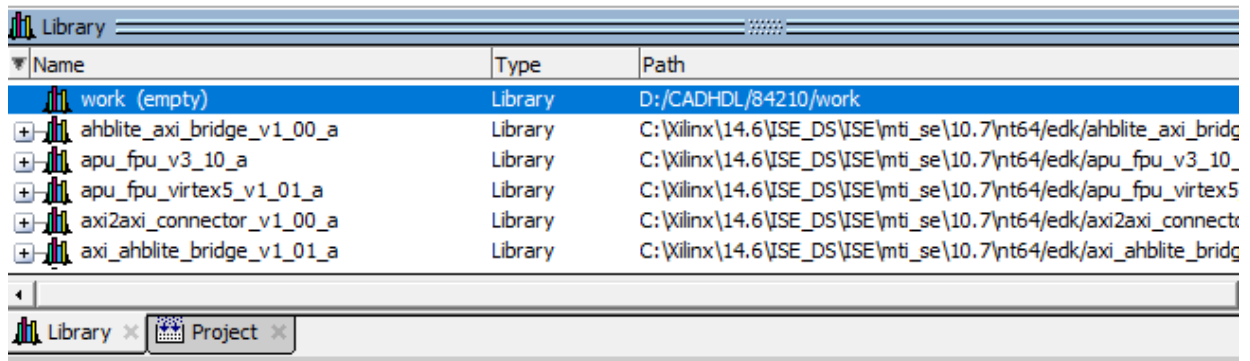 Library
Name Type Path
work (empty) Library D:/CADHDL/84210/work
ahblite_axi_bridge_v1_00_a Library C:\Xilinx\14.6\ISE_DS\ISE\mti_se\10.7\nt64/edk/ahblite_axi_bridg
apu_fpu_v3_10_a Library C:\Xilinx\14.6\ISE_DS\ISE\mti_se\10.7\nt64/edk/apu_fpu_v3_10_
apu_fpu_virtex5_v1_01_a Library C:\Xilinx\14.6\ISE_DS\ISE\mti_se\10.7\nt64/edk/apu_fpu_virtex5
axi2axi_connector_v1_00_a Library C:\Xilinx\14.6\ISE_DS\ISE\mti_se\10.7\nt64/edk/axi2axi_connecto
axi_ahblite_bridge_v1_01_a Library C:\Xilinx\14.6\ISE_DS\ISE\mti_se\10.7\nt64/edk/axi_ahblite_bridg
Library Project